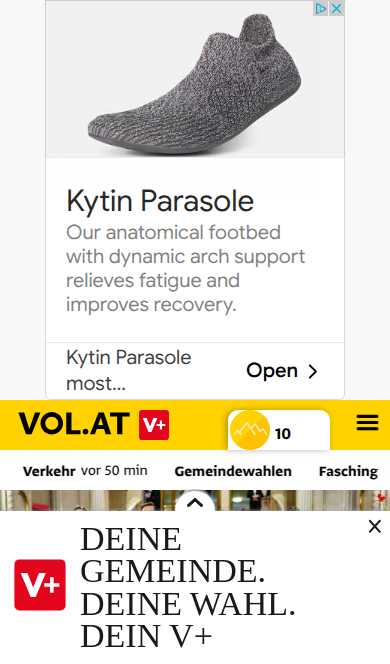 Kytin Parasole
Our anatomical footbed
with dynamic arch support
relieves fatigue and
improves recovery.
Kytin Parasole
most...
Open
VOL.AT V+
10
Verkehr vor 50 min Gemeindewahlen Fasching
V+
DEINE
GEMEINDE.
DEINE WAHL.
DEIN V+